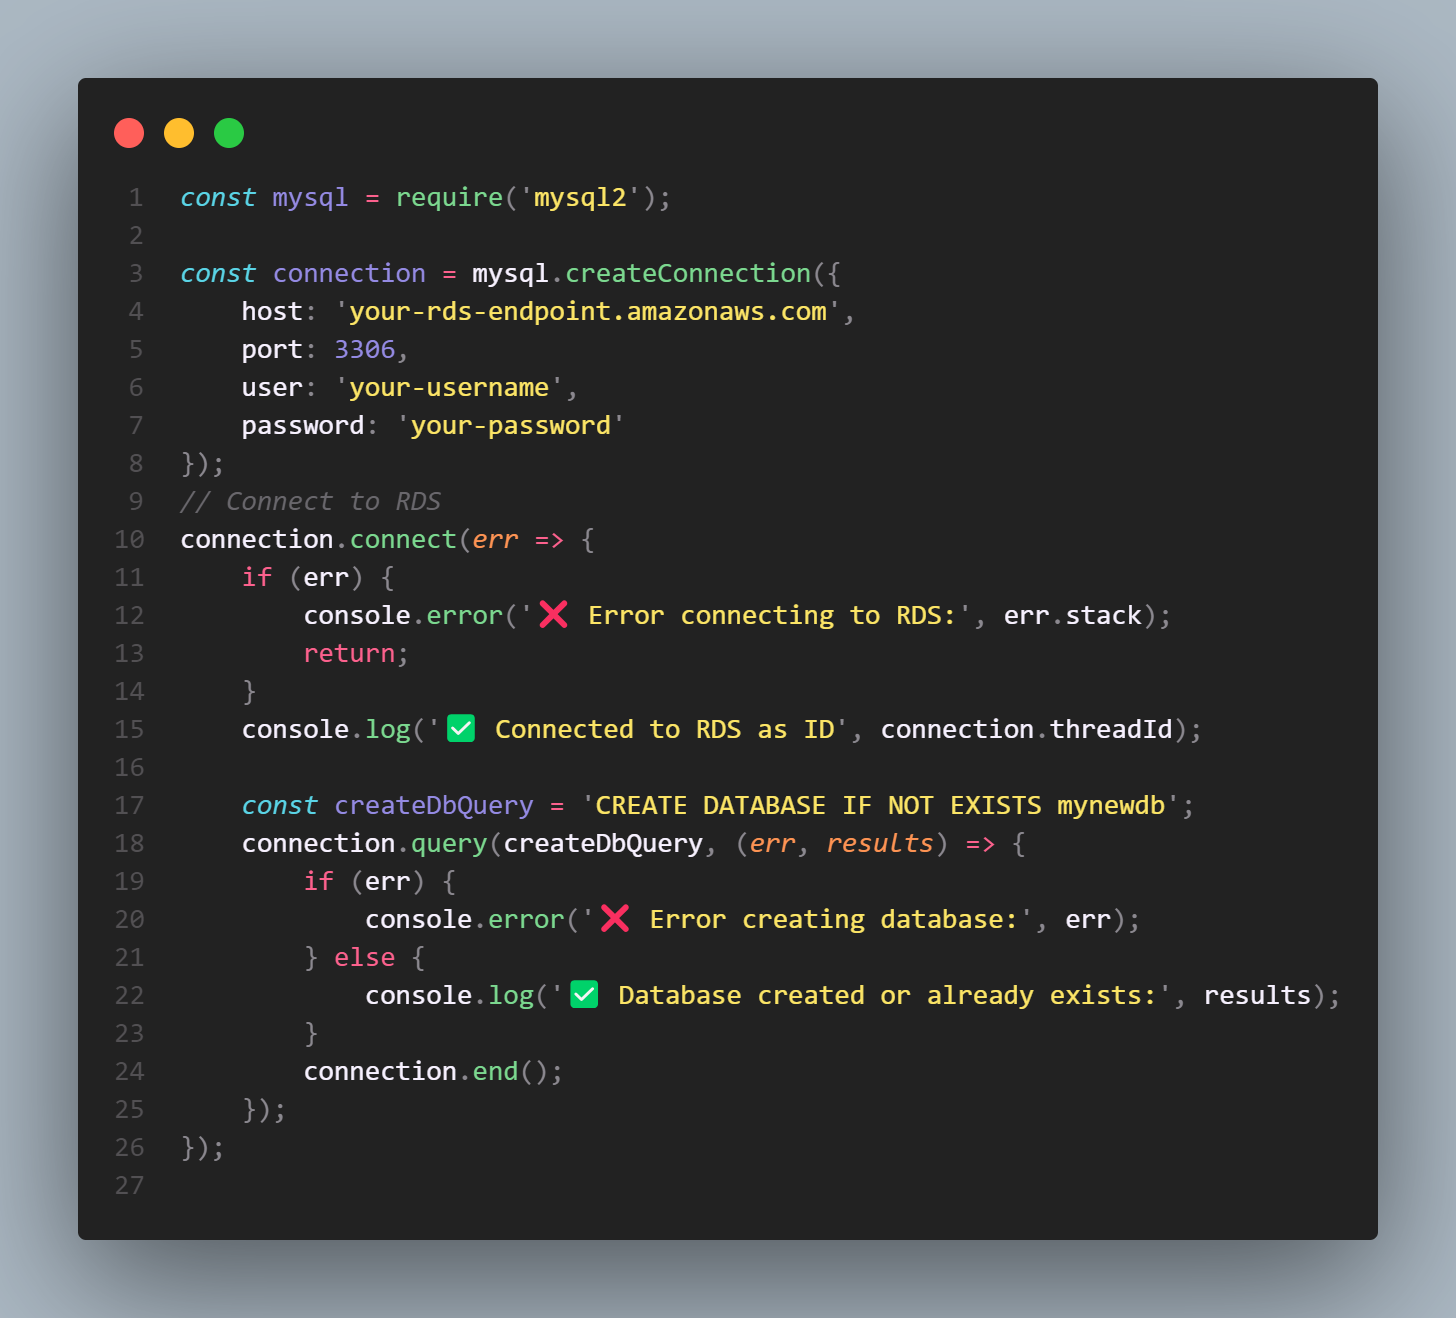 1 const mysql = require('mysql2');
2
3 const connection = mysql.createConnection({
4     host: 'your-rds-endpoint.amazonaws.com',
5     port: 3306,
6     user: 'your-username',
7     password: 'your-password'
8 });
9 // Connect to RDS
10 connection.connect(err => {
11     if (err) {
12         console.error('❌ Error connecting to RDS:', err.stack);
13         return;
14     }
15     console.log('✅ Connected to RDS as ID', connection.threadId);
16
17     const createDbQuery = 'CREATE DATABASE IF NOT EXISTS mynewdb';
18     connection.query(createDbQuery, (err, results) => {
19         if (err) {
20             console.error('❌ Error creating database:', err);
21         } else {
22             console.log('✅ Database created or already exists:', results);
23         }
24         connection.end();
25     });
26 });
27